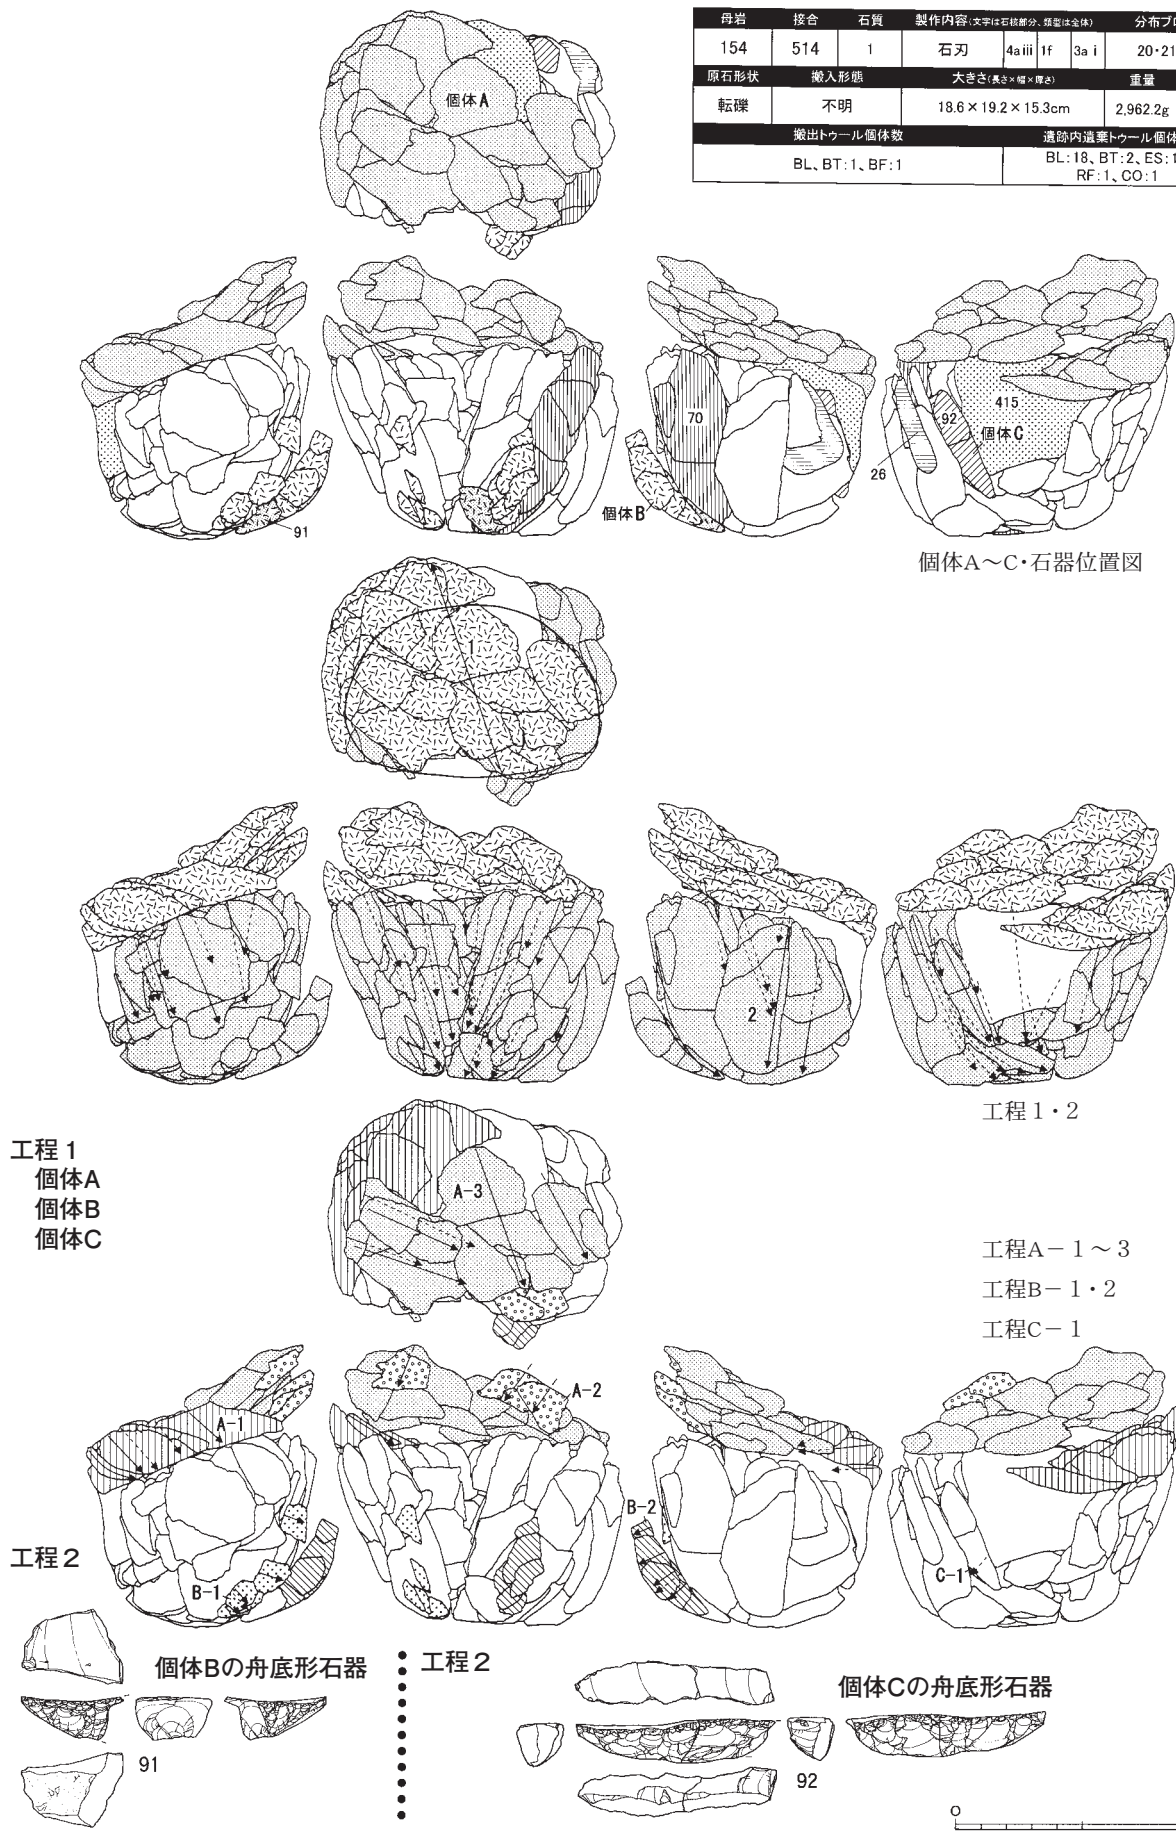 母岩 接合 石質 製作内容(文字は石核部分、類型は全体)
154 514 1 石刃 4aⅲ 1f 3aⅰ 20・21
原石形状 搬入形態 大きさ(長さ×幅×厚さ) 重量
転礫 不明 18.6×19.2×15.3cm 2,962.2g
搬出トゥール個体数 遺跡内遺棄トゥール個体
BL、BT:1、BF:1 BL:18、BT:2、ES:1
RF:1、CO:1
個体A
70
415
92
個体C
26
個体B
91
個体A～C・石器位置図
1
2
工程1・2
工程1
個体A
個体B
個体C
A-3
工程A-1～3
工程B-1・2
工程C-1
A-1
A-2
B-2
B-1
C-1
工程2
個体Bの舟底形石器
91
工程2
個体Cの舟底形石器
92
0